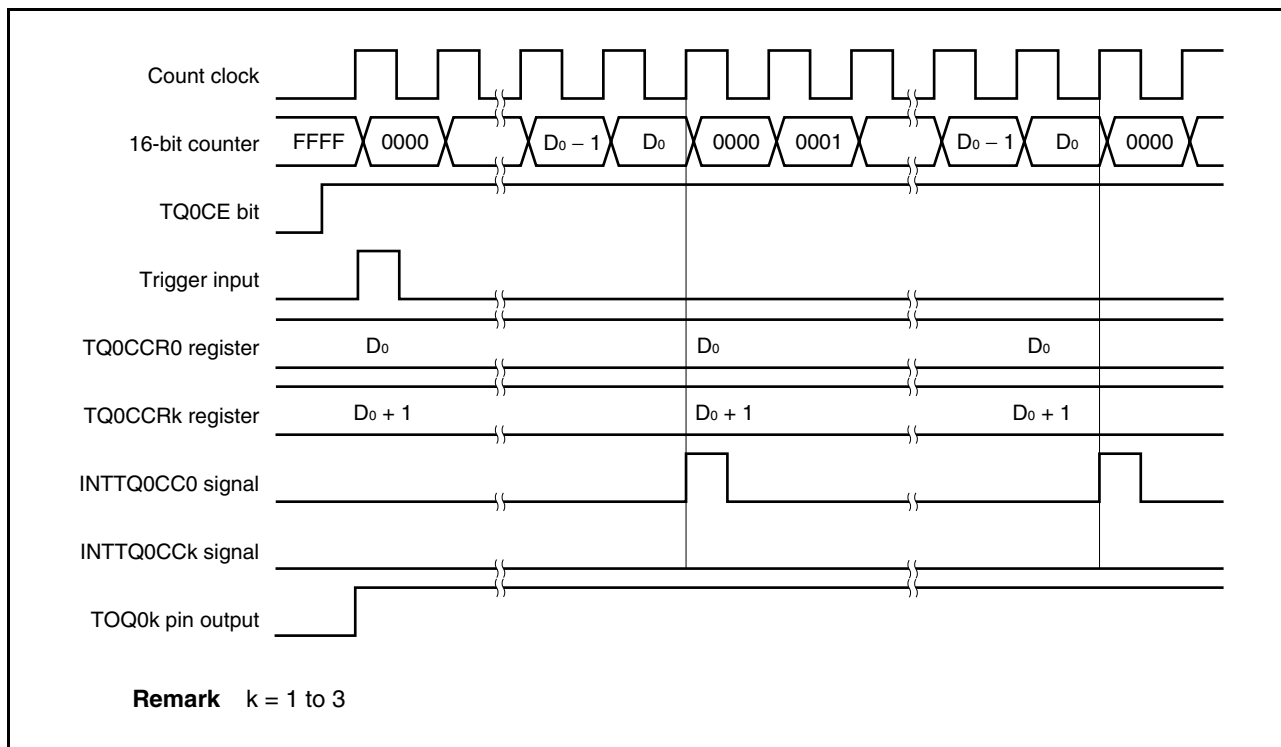 Count clock
16-bit counter FFFF 0000 D₀ − 1 D₀ 0000 0001 D₀ − 1 D₀ 0000
TQ0CE bit
Trigger input
TQ0CCR0 register D₀ D₀ D₀
TQ0CCRk register D₀ + 1 D₀ + 1 D₀ + 1
INTTQ0CC0 signal
INTTQ0CCk signal
TOQ0k pin output
Remark k = 1 to 3